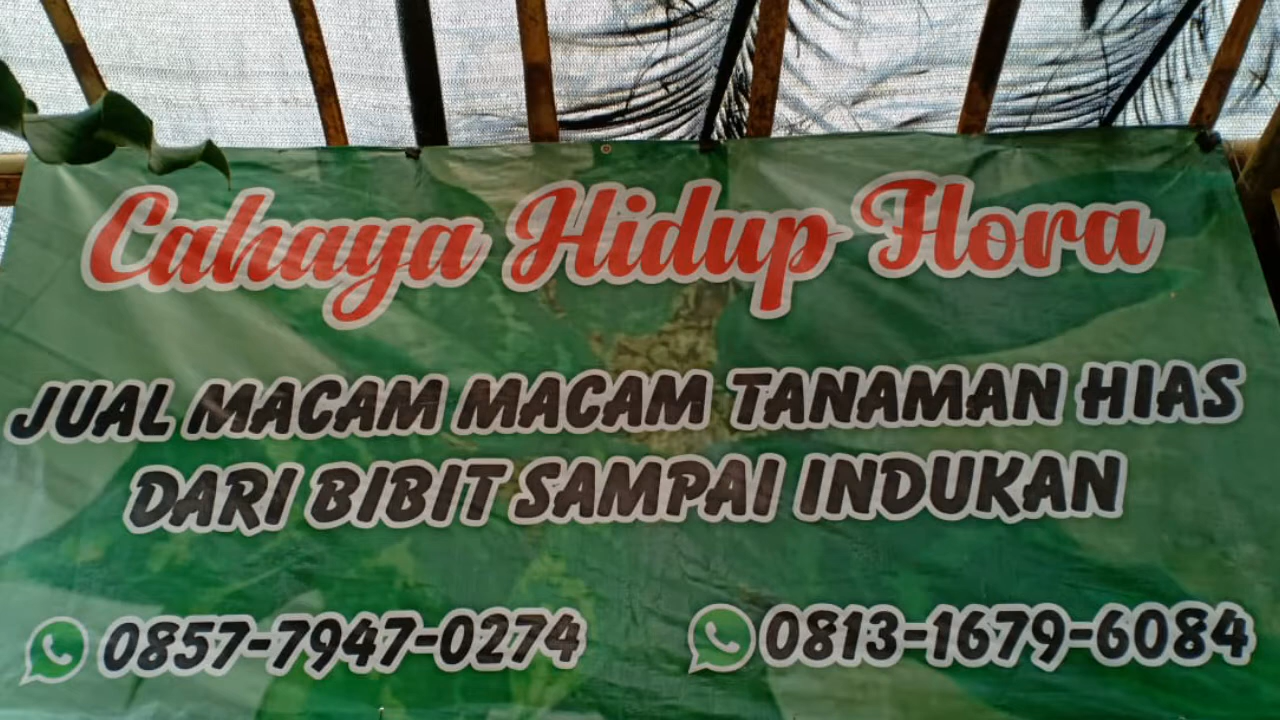 Cahaya Hidup Flora
JUAL MACAM MACAM TANAMAN HIAS
DARI BIBIT SAMPAI INDUKAN
0857-7947-0274 0813-1679-6084